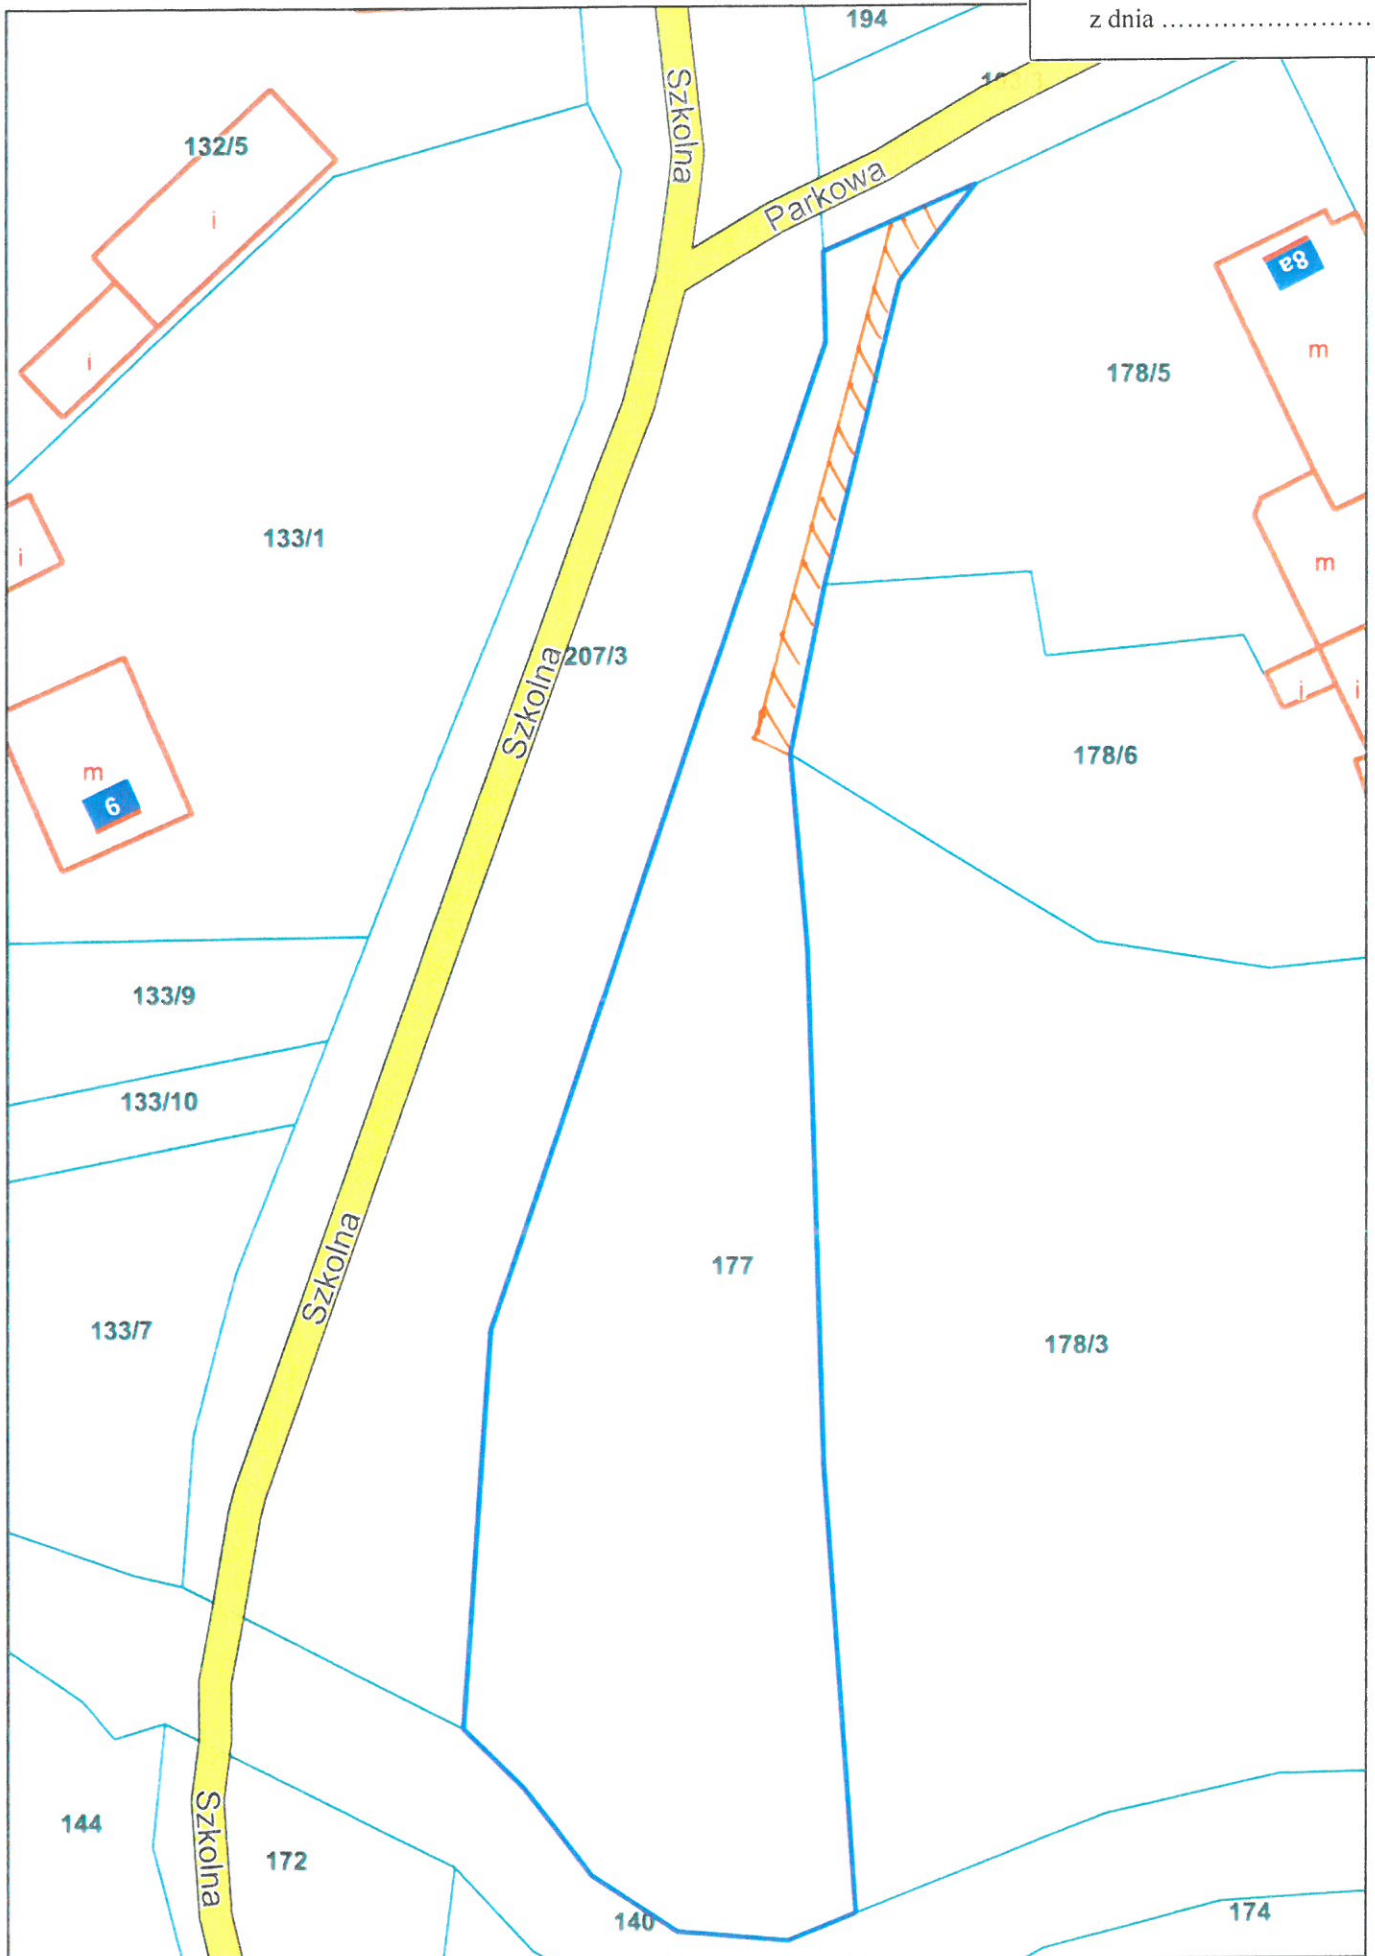 z dnia ..........................
194
Szkolna
132/5
i
Parkowa
8a
i
m
178/5
133/1
i
m
207/3
Szkolna
i
i
178/6
m
6
133/9
133/10
177
Szkolna
133/7
178/3
144
Szkolna
172
140
174